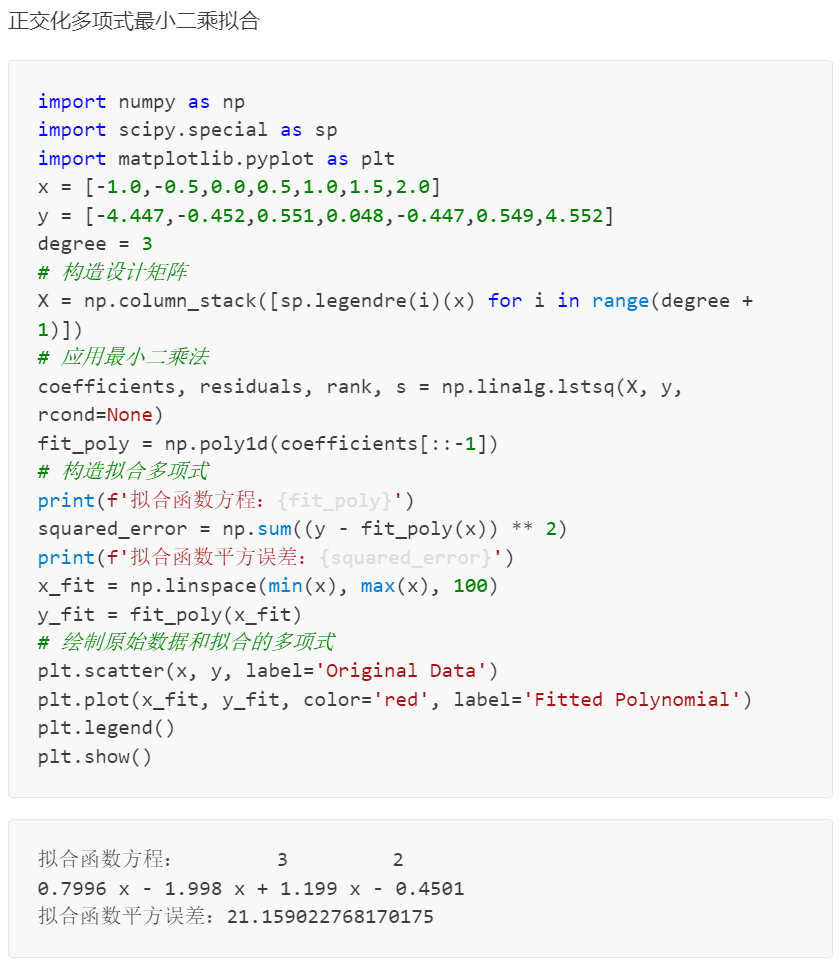 正交化多项式最小二乘拟合
import numpy as np
import scipy.special as sp
import matplotlib.pyplot as plt
x = [-1.0,-0.5,0.0,0.5,1.0,1.5,2.0]
y = [-4.447,-0.452,0.551,0.048,-0.447,0.549,4.552]
degree = 3
# 构造设计矩阵
X = np.column_stack([sp.legendre(i)(x) for i in range(degree +
1)])
# 应用最小二乘法
coefficients, residuals, rank, s = np.linalg.lstsq(X, y,
rcond=None)
fit_poly = np.poly1d(coefficients[::-1])
# 构造拟合多项式
print(f'拟合函数方程：{fit_poly}')
squared_error = np.sum((y - fit_poly(x)) ** 2)
print(f'拟合函数平方误差：{squared_error}')
x_fit = np.linspace(min(x), max(x), 100)
y_fit = fit_poly(x_fit)
# 绘制原始数据和拟合的多项式
plt.scatter(x, y, label='Original Data')
plt.plot(x_fit, y_fit, color='red', label='Fitted Polynomial')
plt.legend()
plt.show()
拟合函数方程：         3         2
0.7996 x - 1.998 x + 1.199 x - 0.4501
拟合函数平方误差：21.159022768170175